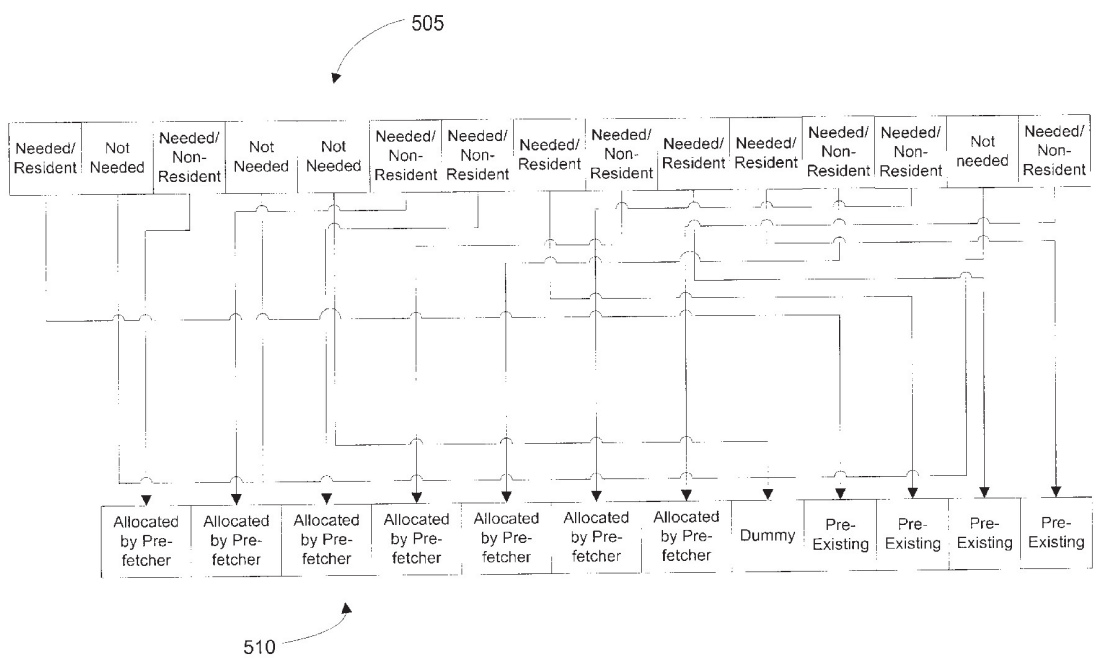 505
Needed/
Resident
Not
Needed
Needed/
Non-
Resident
Not
Needed
Not
Needed
Needed/
Non-
Resident
Needed/
Non-
Resident
Needed/
Resident
Needed/
Non-
Resident
Needed/
Resident
Needed/
Resident
Needed/
Non-
Resident
Needed/
Non-
Resident
Not
needed
Needed/
Non-
Resident
Allocated
by Pre-
fetcher
Allocated
by Pre-
fetcher
Allocated
by Pre-
fetcher
Allocated
by Pre-
fetcher
Allocated
by Pre-
fetcher
Allocated
by Pre-
fetcher
Allocated
by Pre-
fetcher
Dummy
Pre-
Existing
Pre-
Existing
Pre-
Existing
Pre-
Existing
510